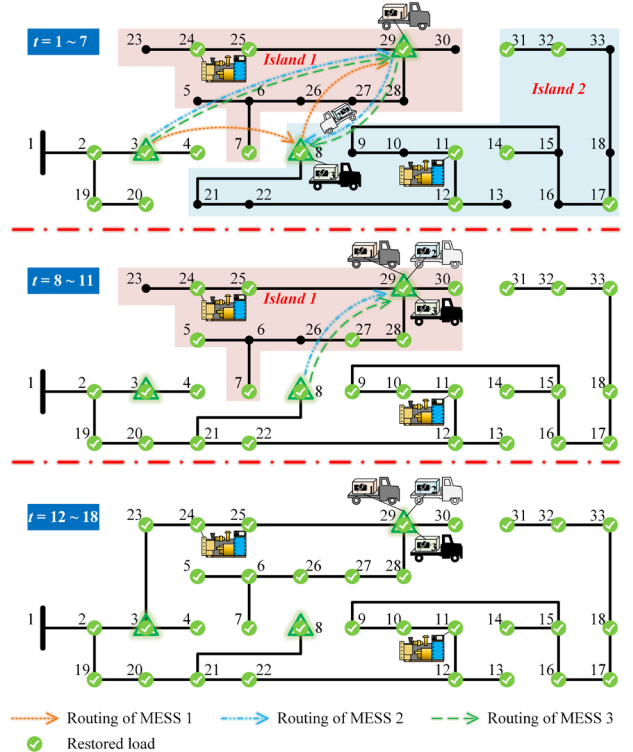 t = 1 ~ 7
23 24 25 29 30 31 32 33
Island 1
Island 2
5 6 26 27 28
1 2 3 4 7 8 9 10 11 14 15 18
3
19 20 21 22 12 13 16 17
t = 8 ~ 11
23 24 25 29 30 31 32 33
Island 1
5 6 26 27 28
1 2 3 4 7 8 9 10 11 14 15 18
19 20 21 22 12 13 16 17
t = 12 ~ 18
23 24 25 29 30 31 32 33
5 6 26 27 28
1 2 3 4 7 8 9 10 11 14 15 18
19 20 21 22 12 13 16 17
Routing of MESS 1 Routing of MESS 2 Routing of MESS 3
Restored load